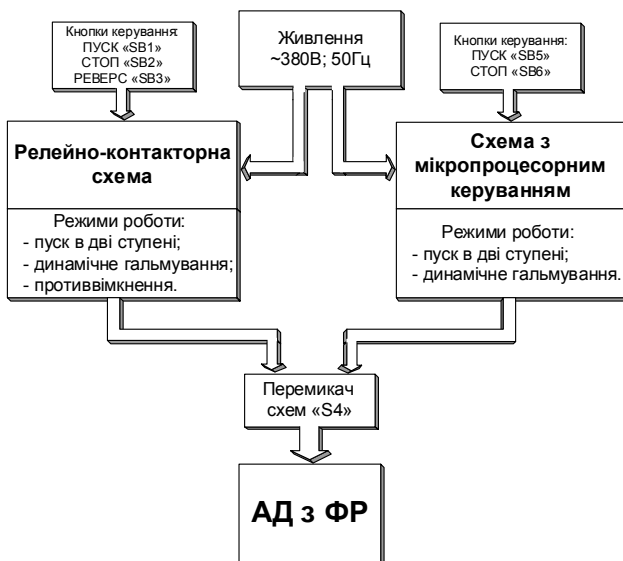 Кнопки керування:
ПУСК «SB1»
СТОП «SB2»
РЕВЕРС «SB3»
Живлення
~380В; 50Гц
Кнопки керування:
ПУСК «SB5»
СТОП «SB6»
Релейно-контакторна
схема
Режими роботи:
- пуск в дві ступені;
- динамічне гальмування;
- противвімкнення.
Схема з
мікропроцесорним
керуванням
Режими роботи:
- пуск в дві ступені;
- динамічне гальмування.
Перемикач
схем «S4»
АД з ФР